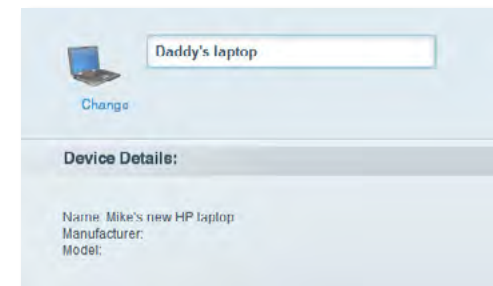 Daddy's laptop
Change
Device Details:
Name: Mike's new HP laptop
Manufacturer:
Model: